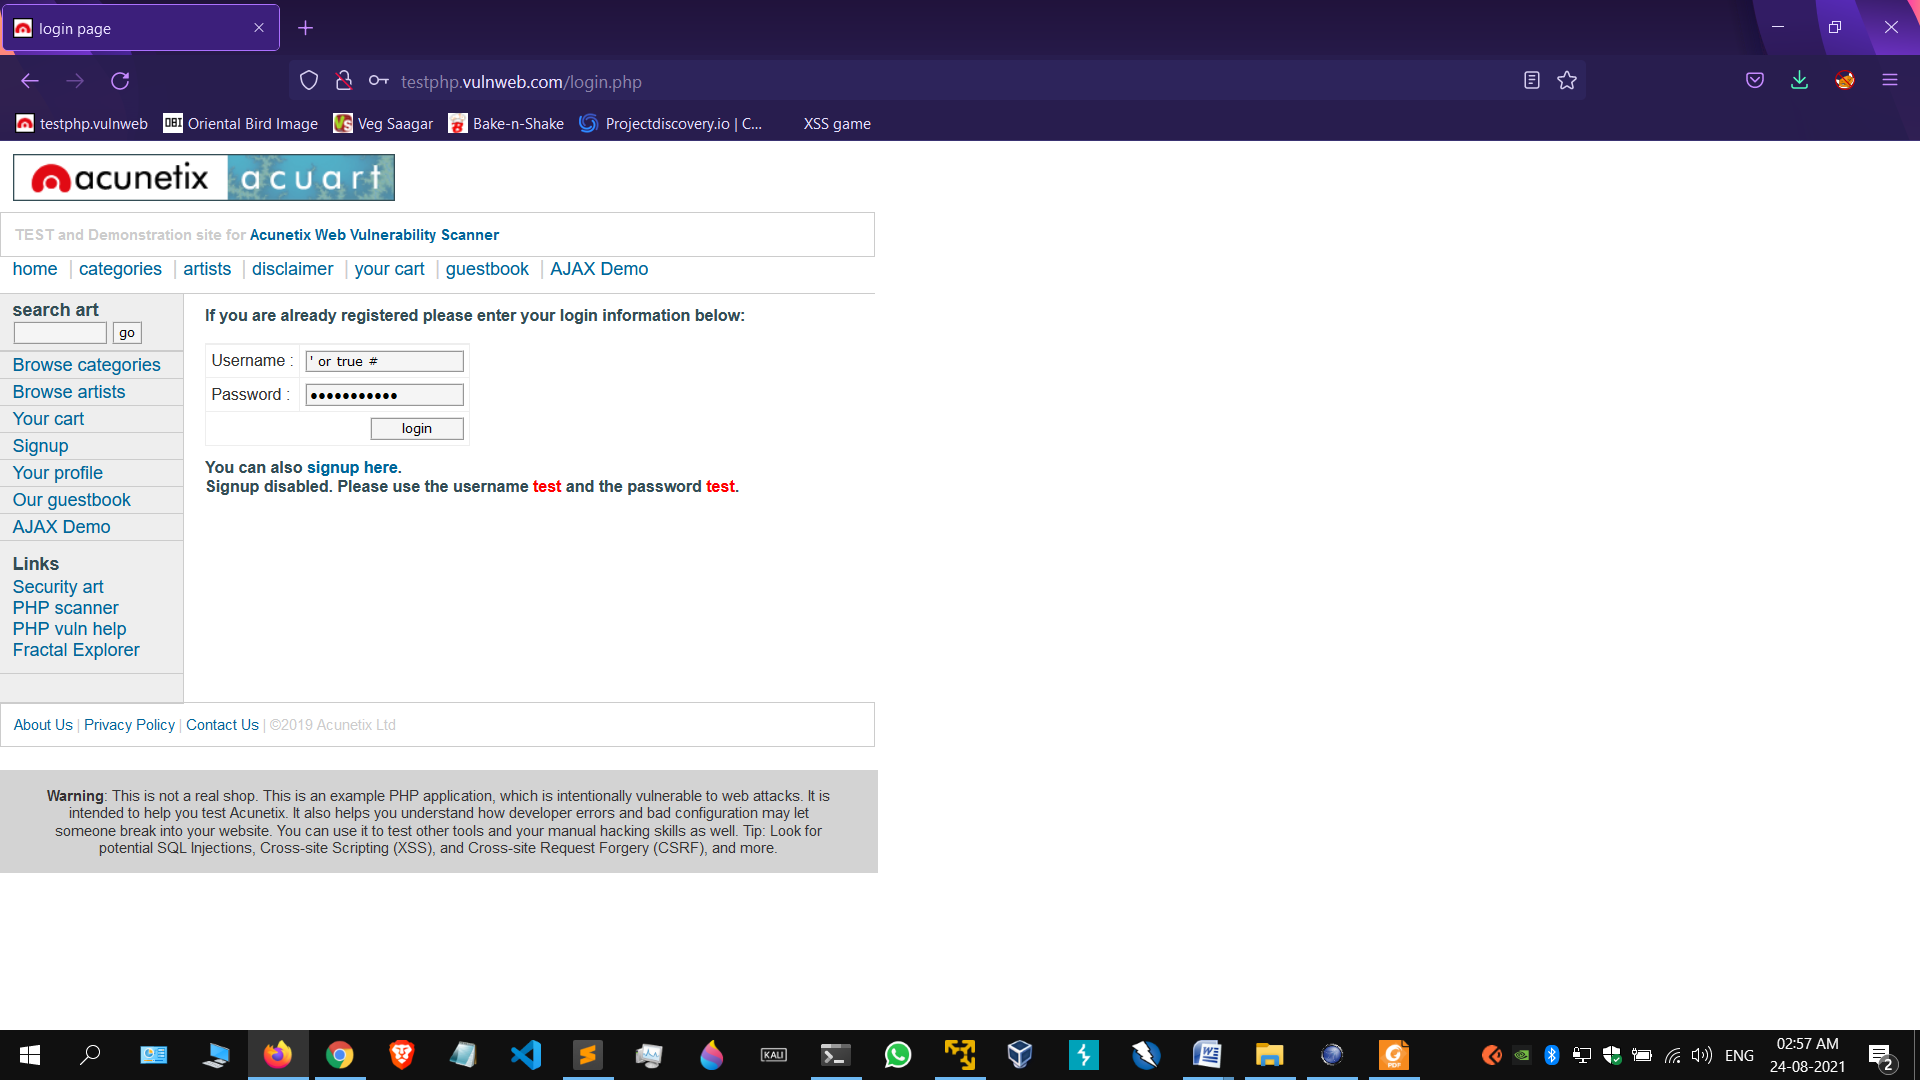 login page
testphp.vulnweb.com/login.php
testphp.vulnweb OBI Oriental Bird Image Veg Saagar Bake-n-Shake Projectdiscovery.io | C... XSS game
acunetix acuart
TEST and Demonstration site for Acunetix Web Vulnerability Scanner
home | categories | artists | disclaimer | your cart | guestbook | AJAX Demo
search art
go
Browse categories
Browse artists
Your cart
Signup
Your profile
Our guestbook
AJAX Demo
Links
Security art
PHP scanner
PHP vuln help
Fractal Explorer
If you are already registered please enter your login information below:
Username : ' or true #
Password : •••••••••••
login
You can also signup here.
Signup disabled. Please use the username test and the password test.
About Us | Privacy Policy | Contact Us | ©2019 Acunetix Ltd
Warning: This is not a real shop. This is an example PHP application, which is intentionally vulnerable to web attacks. It is
intended to help you test Acunetix. It also helps you understand how developer errors and bad configuration may let
someone break into your website. You can use it to test other tools and your manual hacking skills as well. Tip: Look for
potential SQL Injections, Cross-site Scripting (XSS), and Cross-site Request Forgery (CSRF), and more.
KALI
PDF
ENG
02:57 AM
24-08-2021
2